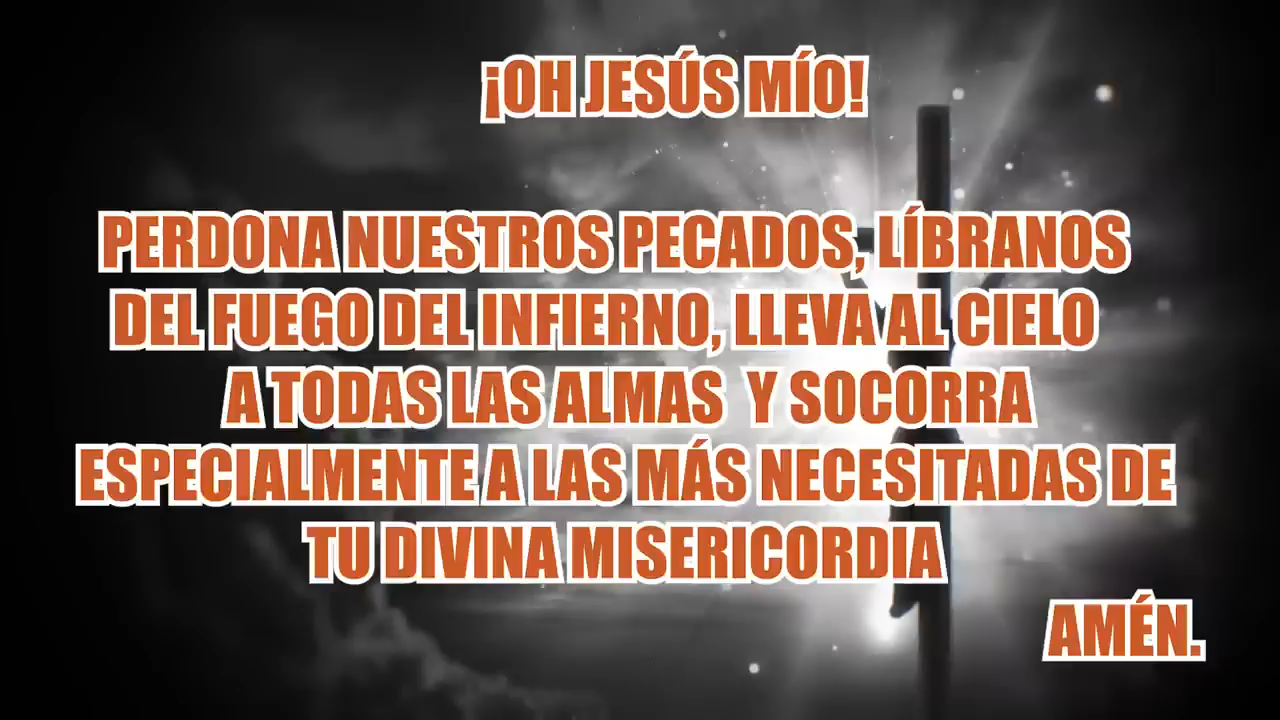 ¡OH JESÚS MÍO!
PERDONA NUESTROS PECADOS, LÍBRANOS
DEL FUEGO DEL INFIERNO, LLEVA AL CIELO
A TODAS LAS ALMAS Y SOCORRA
ESPECIALMENTE A LAS MÁS NECESITADAS DE
TU DIVINA MISERICORDIA
AMÉN.